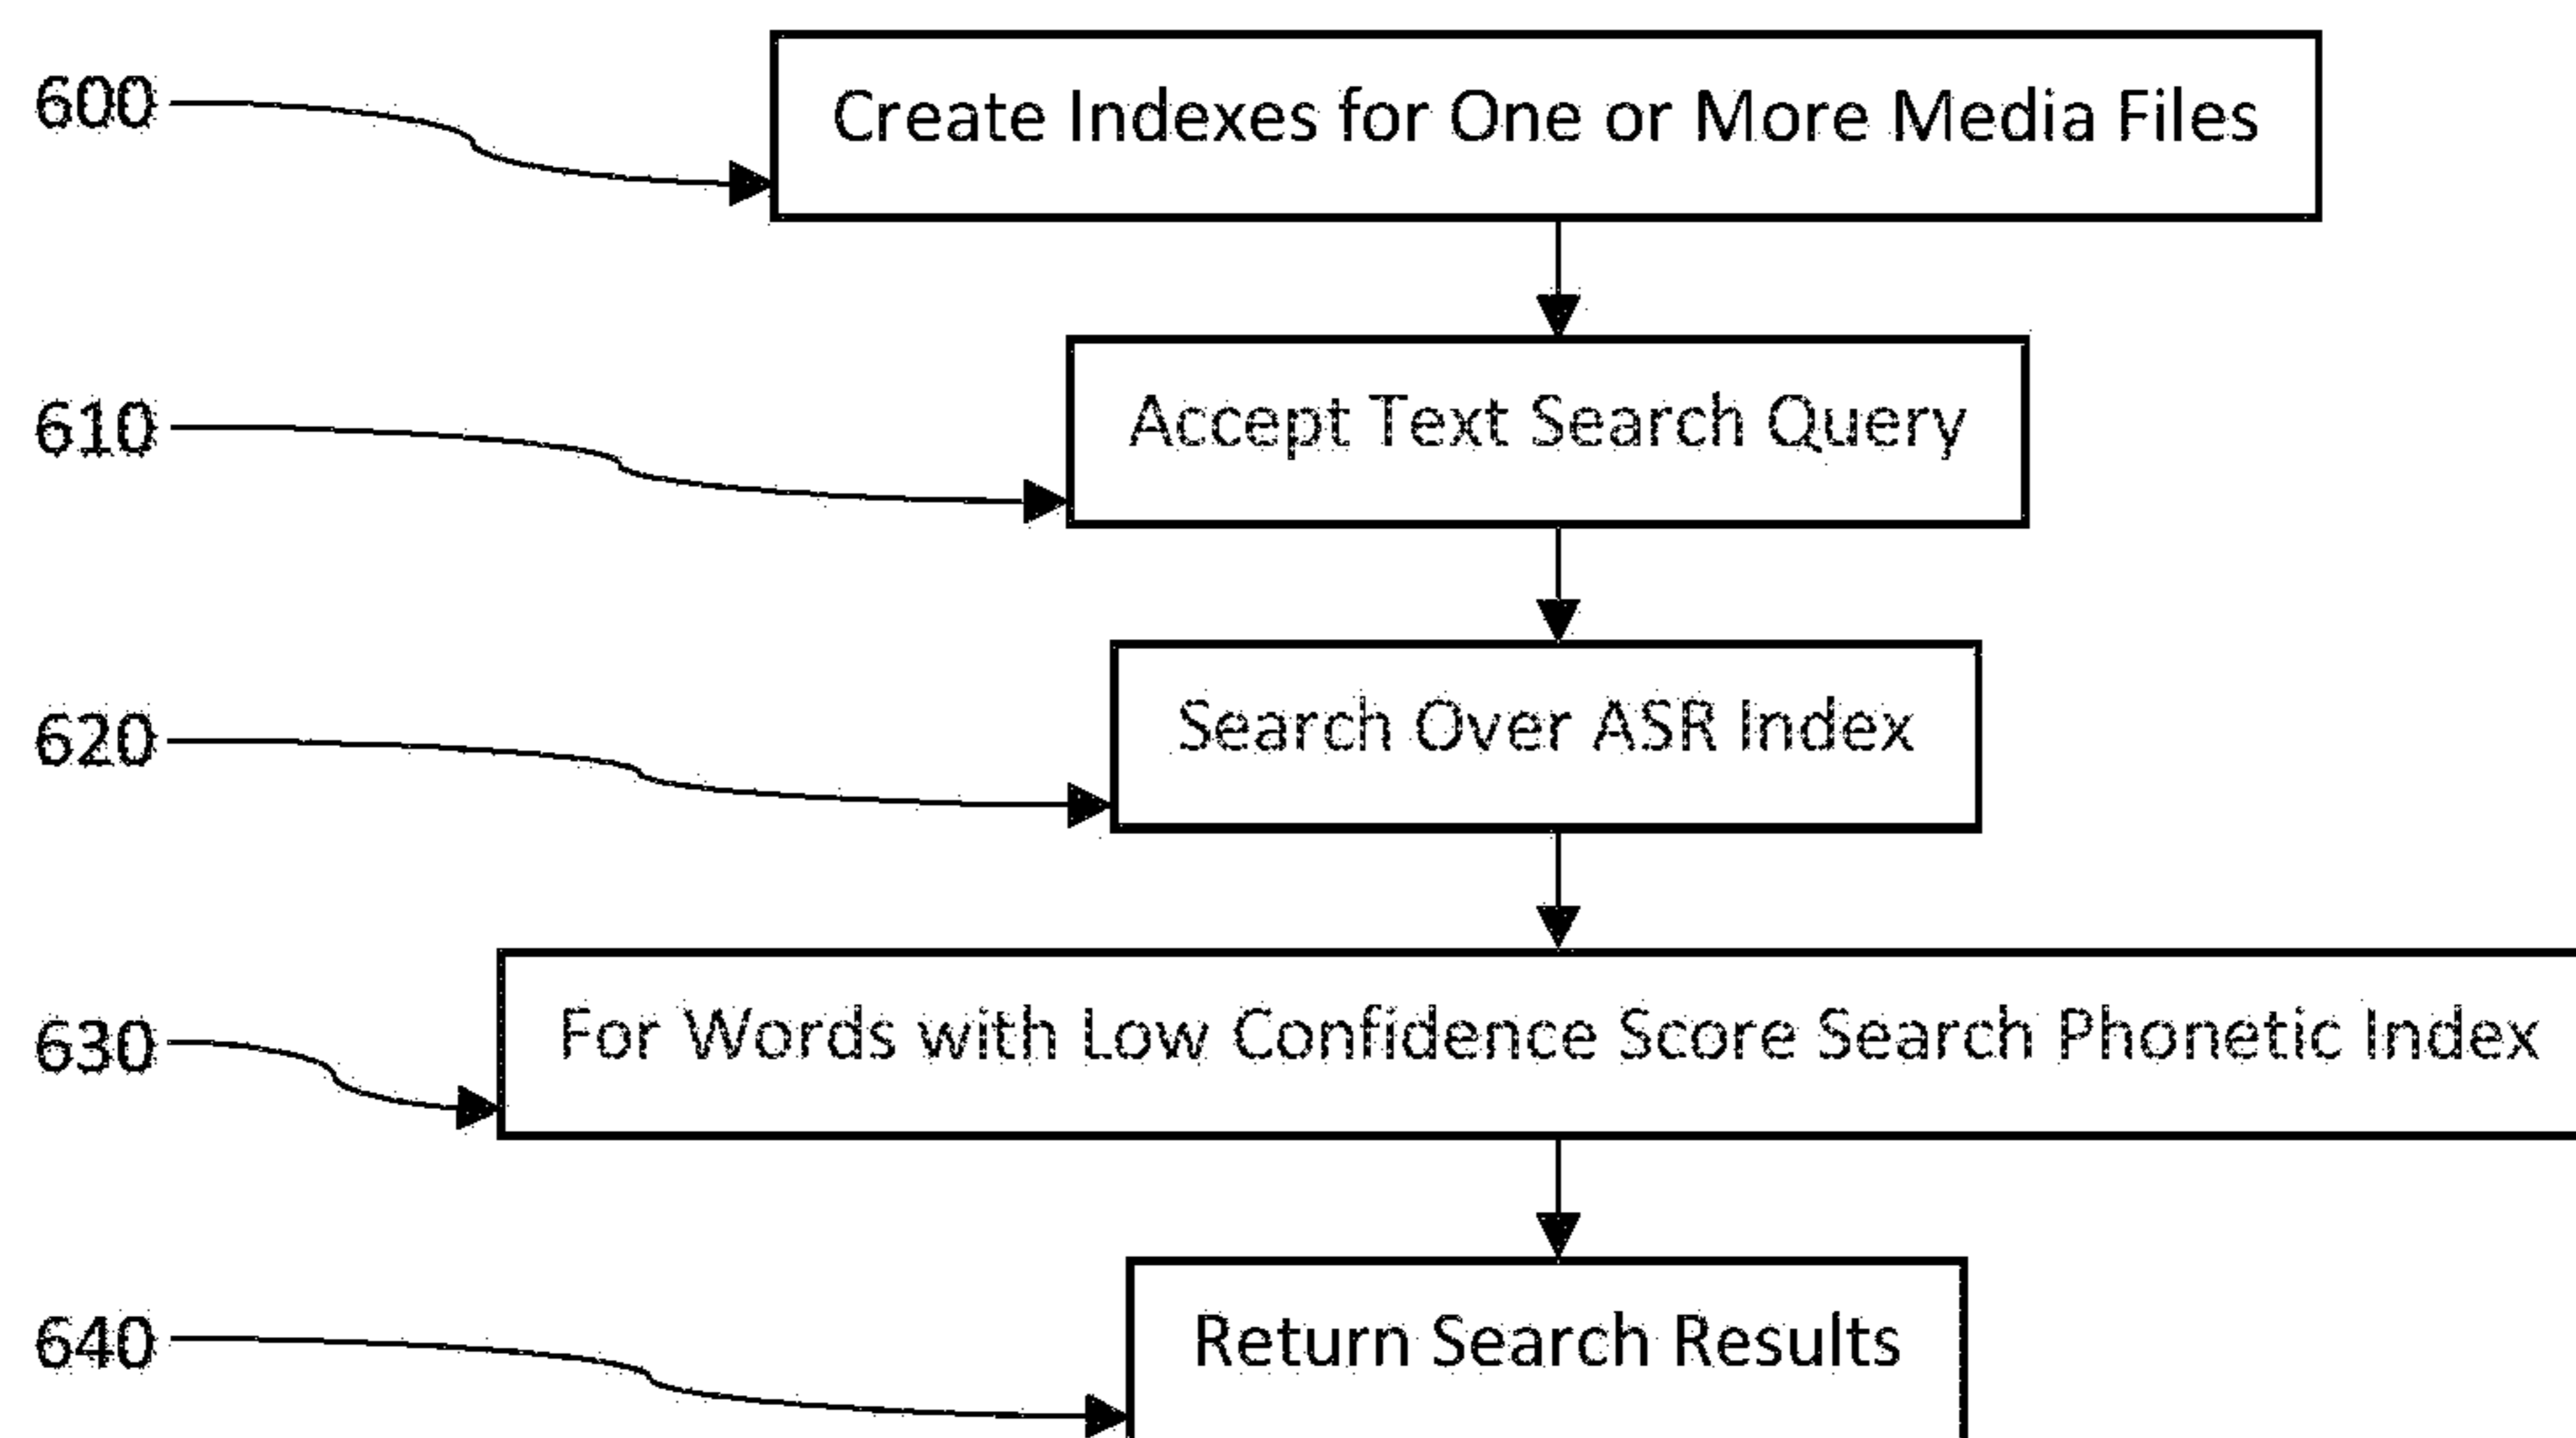 600
Create Indexes for One or More Media Files
610
Accept Text Search Query
620
Search Over ASR Index
630
For Words with Low Confidence Score Search Phonetic Index
640
Return Search Results